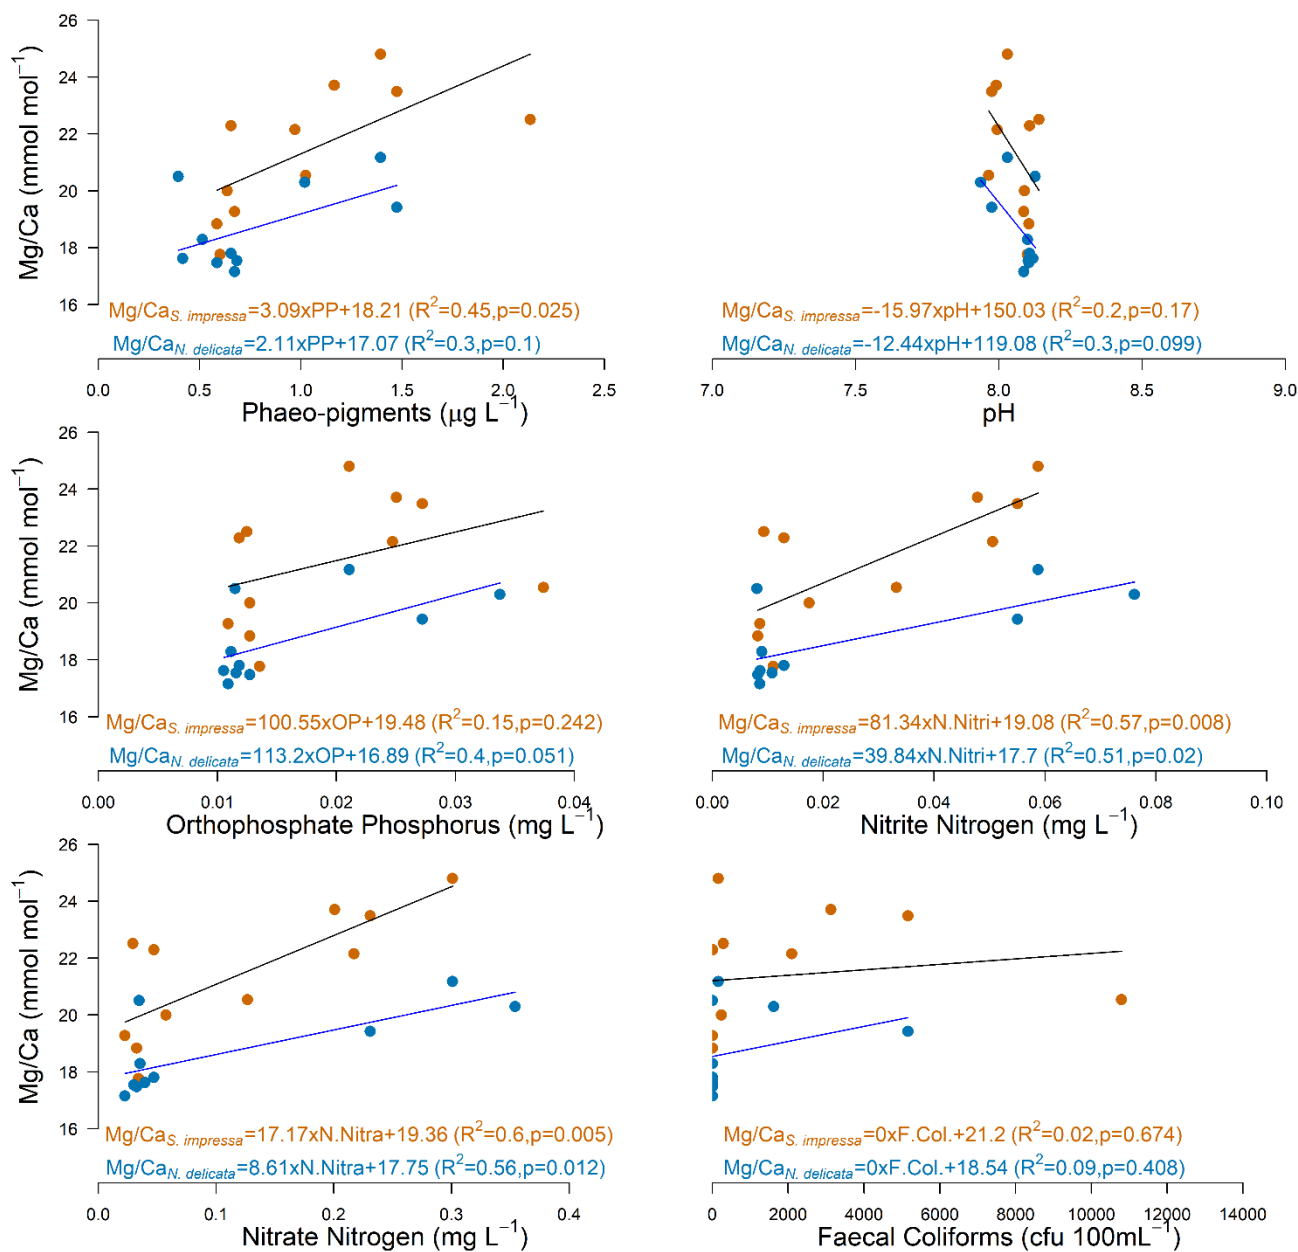 26
24
22
20
18
16
Mg/Ca (mmol mol⁻¹)
Mg/Ca_S. impressa=3.09xPP+18.21 (R²=0.45,p=0.025)
Mg/Ca_N. delicata=2.11xPP+17.07 (R²=0.3,p=0.1)
0.0 0.5 1.0 1.5 2.0 2.5
Phaeo-pigments (µg L⁻¹)
Mg/Ca_S. impressa=-15.97xpH+150.03 (R²=0.2,p=0.17)
Mg/Ca_N. delicata=-12.44xpH+119.08 (R²=0.3,p=0.099)
7.0 7.5 8.0 8.5 9.0
pH
26
24
22
20
18
16
Mg/Ca (mmol mol⁻¹)
Mg/Ca_S. impressa=100.55xOP+19.48 (R²=0.15,p=0.242)
Mg/Ca_N. delicata=113.2xOP+16.89 (R²=0.4,p=0.051)
0.00 0.01 0.02 0.03 0.04
Orthophosphate Phosphorus (mg L⁻¹)
Mg/Ca_S. impressa=81.34xN.Nitri+19.08 (R²=0.57,p=0.008)
Mg/Ca_N. delicata=39.84xN.Nitri+17.7 (R²=0.51,p=0.02)
0.00 0.02 0.04 0.06 0.08 0.10
Nitrite Nitrogen (mg L⁻¹)
26
24
22
20
18
16
Mg/Ca (mmol mol⁻¹)
Mg/Ca_S. impressa=17.17xN.Nitra+19.36 (R²=0.6,p=0.005)
Mg/Ca_N. delicata=8.61xN.Nitra+17.75 (R²=0.56,p=0.012)
0.0 0.1 0.2 0.3 0.4
Nitrate Nitrogen (mg L⁻¹)
Mg/Ca_S. impressa=0xF.Col.+21.2 (R²=0.02,p=0.674)
Mg/Ca_N. delicata=0xF.Col.+18.54 (R²=0.09,p=0.408)
0 2000 4000 6000 8000 10000 12000 14000
Faecal Coliforms (cfu 100mL⁻¹)